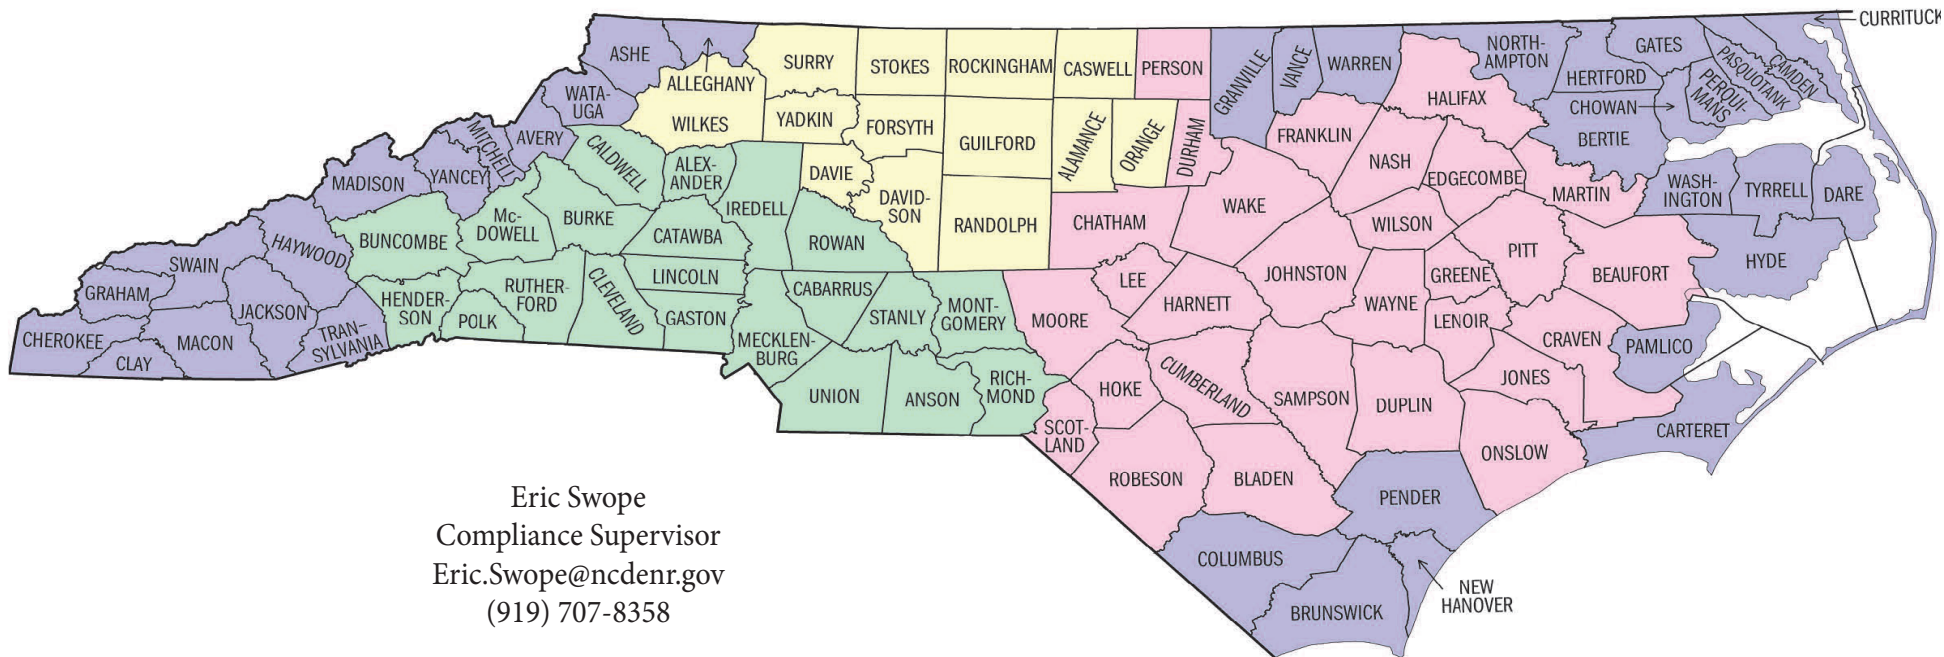 CURRITUCK
ASHE
ALLEGHANY
SURRY
STOKES
ROCKINGHAM
CASWELL
PERSON
GRANVILLE
VANCE
WARREN
NORTH-
AMPTON
HERTFORD
GATES
PASQUOTANK
CAMDEN
PERQUI-
MANS
CHOWAN
BERTIE
HALIFAX
WATA-
UGA
WILKES
YADKIN
FORSYTH
GUILFORD
ALAMANCE
ORANGE
DURHAM
FRANKLIN
NASH
EDGECOMBE
MARTIN
WASH-
INGTON
TYRRELL
DARE
MADISON
YANCEY
MITCHELL
AVERY
CALDWELL
ALEX-
ANDER
IREDELL
DAVIE
DAVID-
SON
RANDOLPH
CHATHAM
WAKE
WILSON
PITT
BEAUFORT
HYDE
HAYWOOD
BUNCOMBE
Mc-
DOWELL
BURKE
CATAWBA
ROWAN
SWAIN
GRAHAM
CHEROKEE
CLAY
MACON
JACKSON
TRAN-
SYLVANIA
HENDER-
SON
POLK
RUTHER-
FORD
CLEVELAND
LINCOLN
GASTON
MECKLEN-
BURG
CABARRUS
STANLY
MONT-
GOMERY
UNION
ANSON
RICH-
MOND
MOORE
LEE
HARNETT
JOHNSTON
WAYNE
GREENE
LENOIR
CRAVEN
PAMLICO
JONES
CARTERET
HOKE
CUMBERLAND
SAMPSON
DUPLIN
ONSLOW
SCOT-
LAND
ROBESON
BLADEN
PENDER
COLUMBUS
BRUNSWICK
NEW
HANOVER
Eric Swope
Compliance Supervisor
Eric.Swope@ncdenr.gov
(919) 707-8358